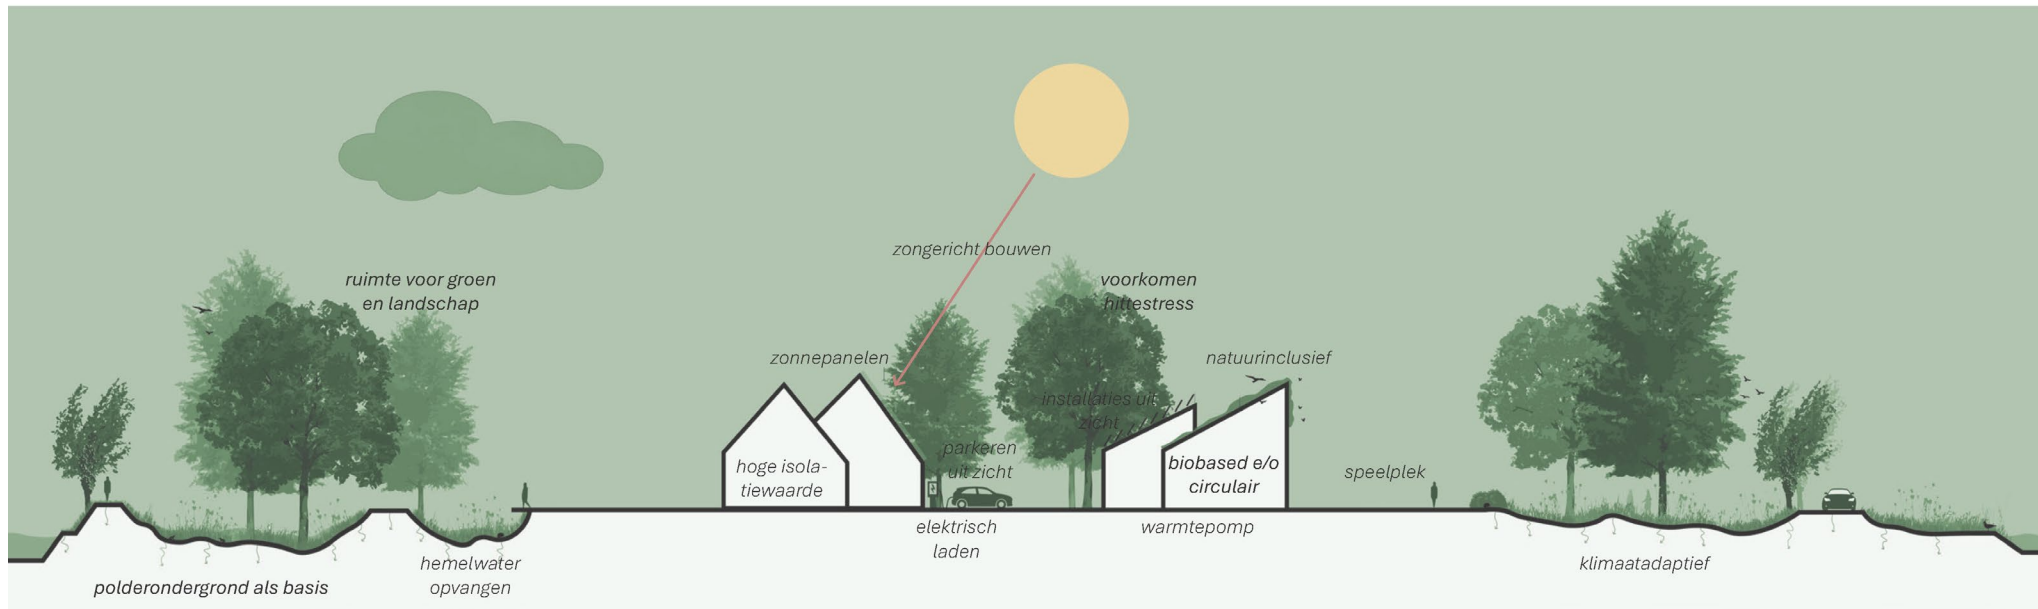 zongericht bouwen
ruimte voor groen
en landschap
voorkomen
hittestress
zonnepanelen
natuurinclusief
installaties uit
zicht
parkeren
uit zicht
hoge isola-
tiewaarde
biobased e/o
circulair
speelplek
elektrisch
laden
warmtepomp
hemelwater
opvangen
klimaatadaptief
polderondergrond als basis